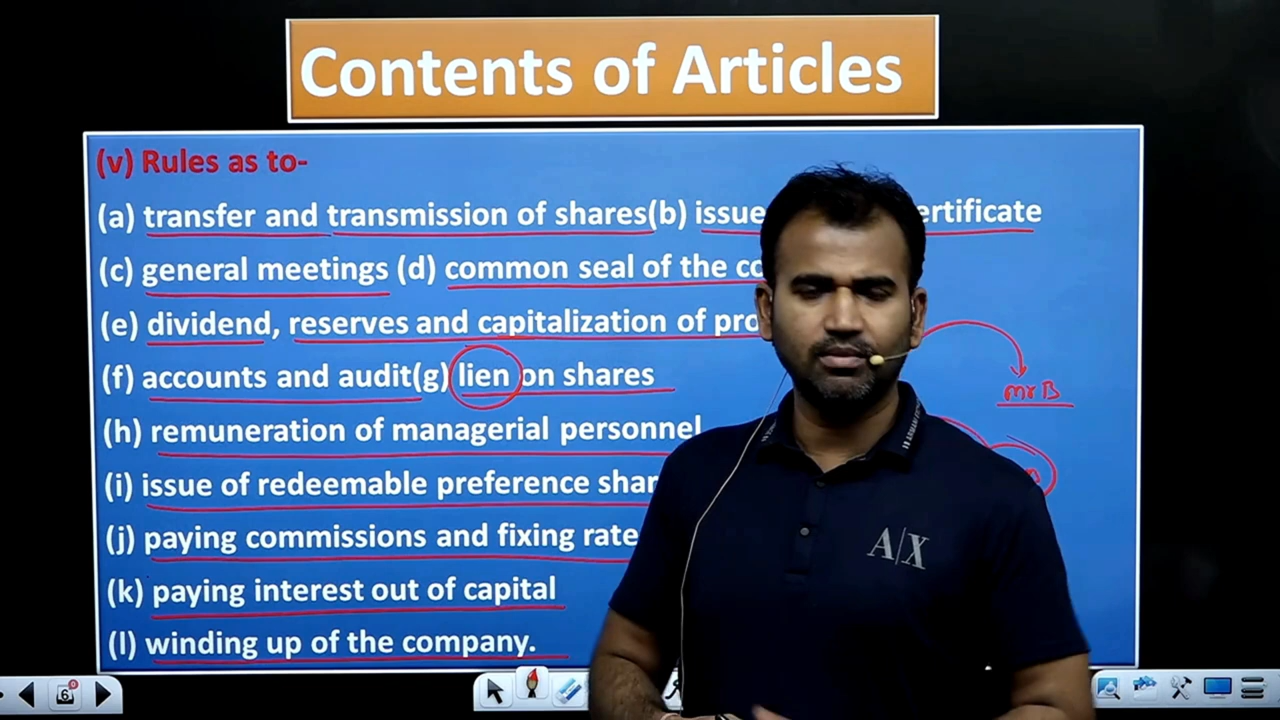 Contents of Articles
(v) Rules as to-
(a) transfer and transmission of shares(b) issue ertificate
(c) general meetings (d) common seal of the co
(e) dividend, reserves and capitalization of pro
(f) accounts and audit(g) lien on shares
Mr B
(h) remuneration of managerial personnel
(i) issue of redeemable preference shar
(j) paying commissions and fixing rate
A|X
(k) paying interest out of capital
(l) winding up of the company.
6